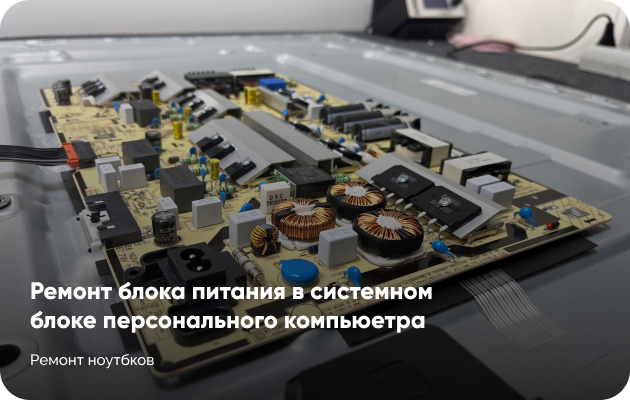 Ремонт блока питания в системном
блоке персонального компьюетра
Ремонт ноутбков